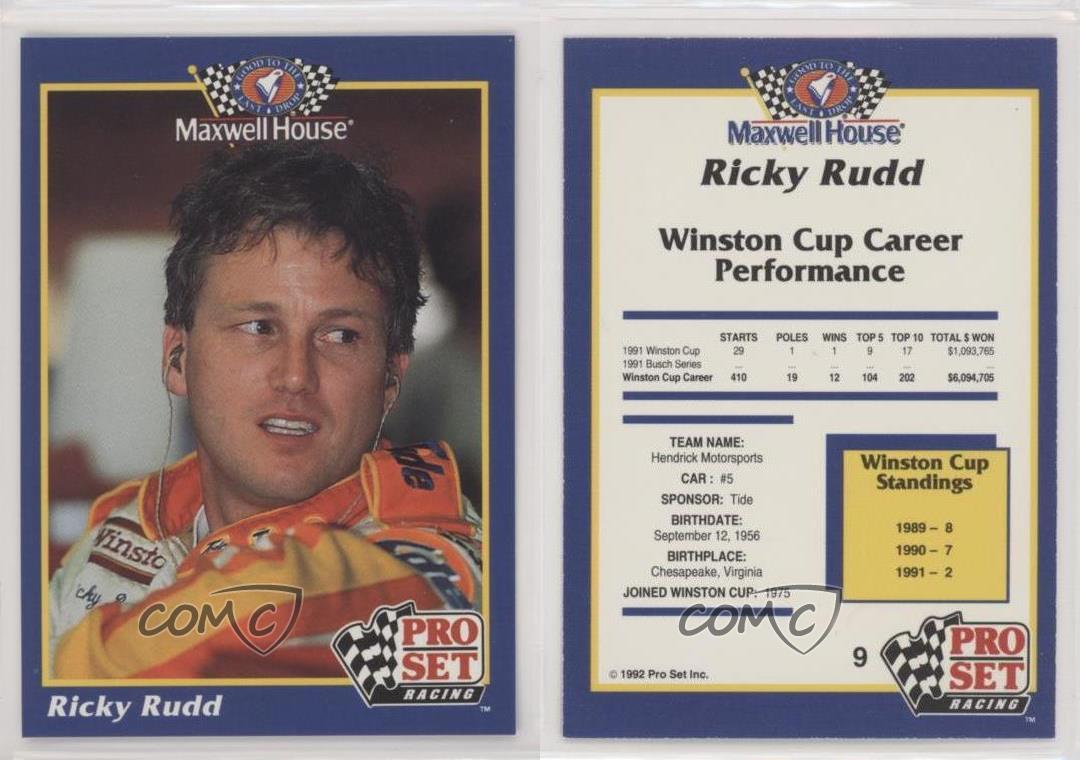 GOOD TO THE
LAST DROP
Maxwell House®
Winsto
cky
COMC
PRO
SET
RACING
™
Ricky Rudd
GOOD TO THE
LAST DROP
Maxwell House®
Ricky Rudd
Winston Cup Career
Performance
STARTS POLES WINS TOP 5 TOP 10 TOTAL $ WON
1991 Winston Cup 29 1 1 9 17 $1,093,765
1991 Busch Series ... ... ... ... ... ...
Winston Cup Career 410 19 12 104 202 $6,094,705
TEAM NAME:
Hendrick Motorsports
CAR : #5
SPONSOR: Tide
BIRTHDATE:
September 12, 1956
BIRTHPLACE:
Chesapeake, Virginia
JOINED WINSTON CUP: 1975
Winston Cup
Standings
1989 – 8
1990 – 7
1991 – 2
COMC
9
PRO
SET
RACING
™
© 1992 Pro Set Inc.